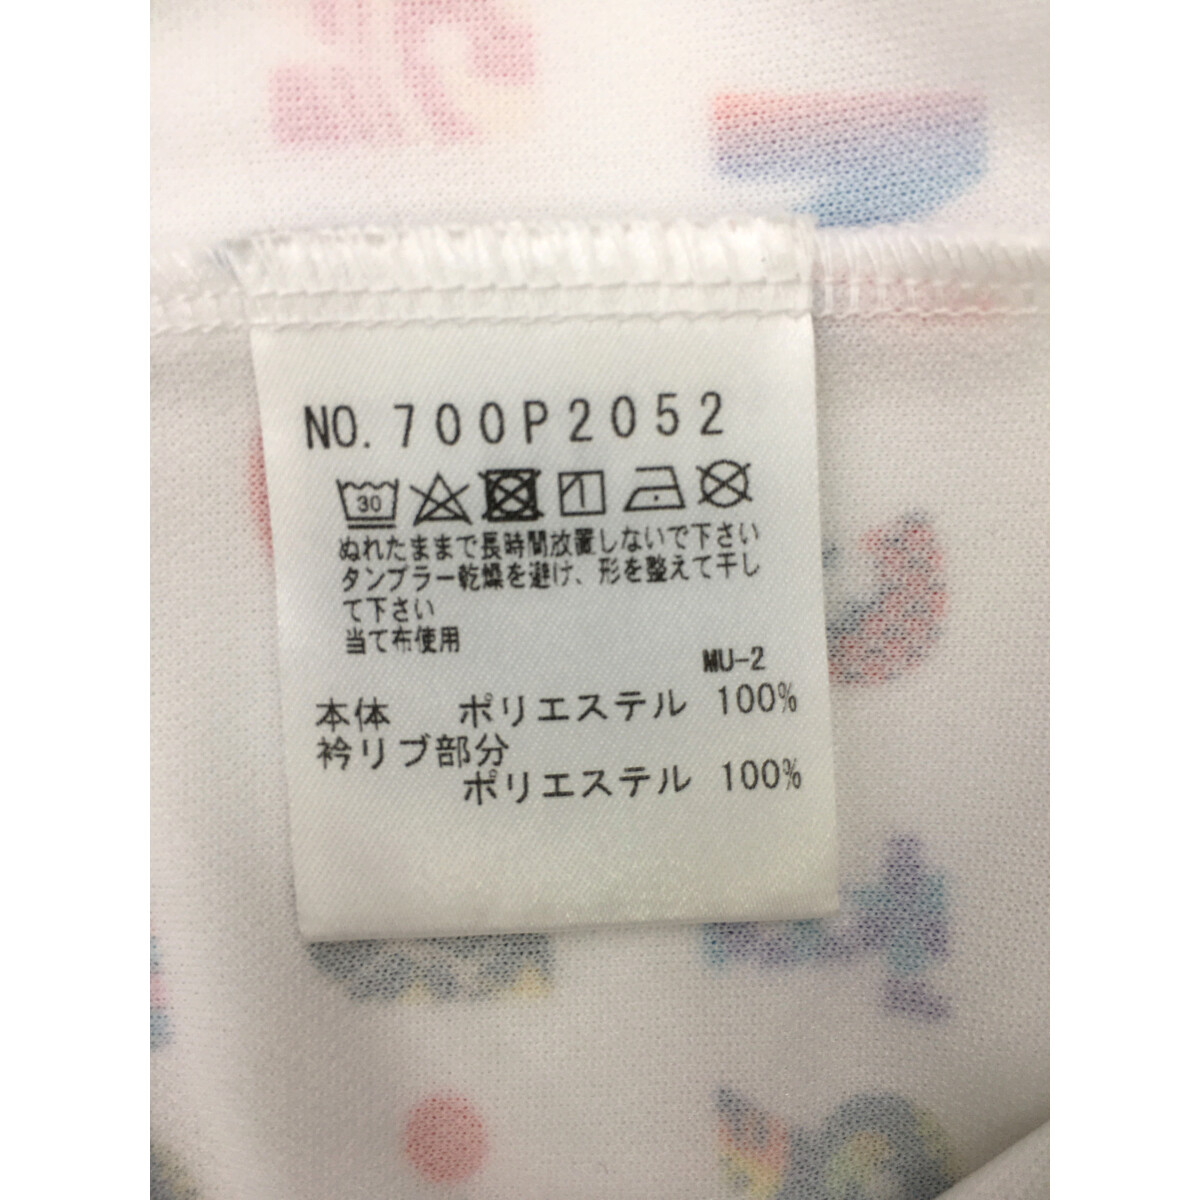 NO. 700P2052
30
ぬれたままで長時間放置しないで下さい
タンブラー乾燥を避け、形を整えて干し
て下さい
当て布使用
MU-2
本体 ポリエステル 100%
衿リブ部分
ポリエステル 100%